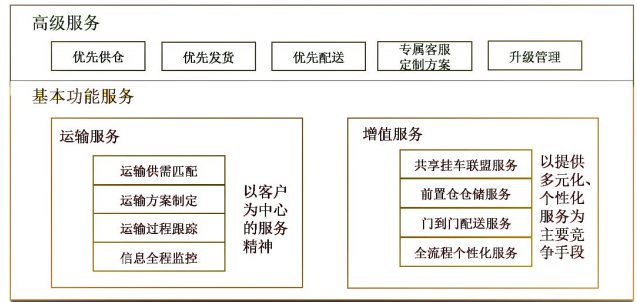 高级服务
优先供仓
优先发货
优先配送
专属客服
定制方案
升级管理
基本功能服务
运输服务
运输供需匹配
运输方案制定
运输过程跟踪
信息全程监控
以客户
为中心
的服务
精神
增值服务
共享挂车联盟服务
前置仓仓储服务
门到门配送服务
全流程个性化服务
以提供
多元化、
个性化
服务为
主要竞
争手段